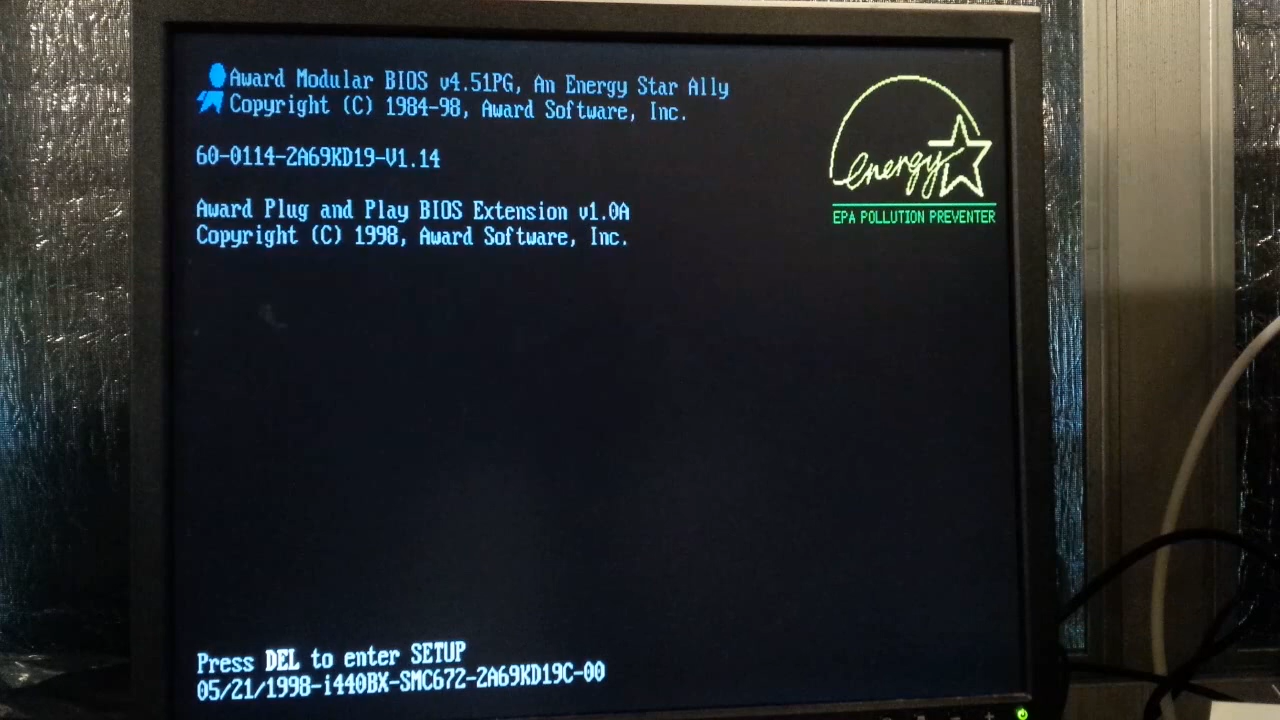 Award Modular BIOS v4.51PG, An Energy Star Ally
Copyright (C) 1984-98, Award Software, Inc.
energy
EPA POLLUTION PREVENTER
60-0114-2A69KD19-V1.14
Award Plug and Play BIOS Extension v1.0A
Copyright (C) 1998, Award Software, Inc.
Press DEL to enter SETUP
05/21/1998-i440BX-SMC672-2A69KD19C-00